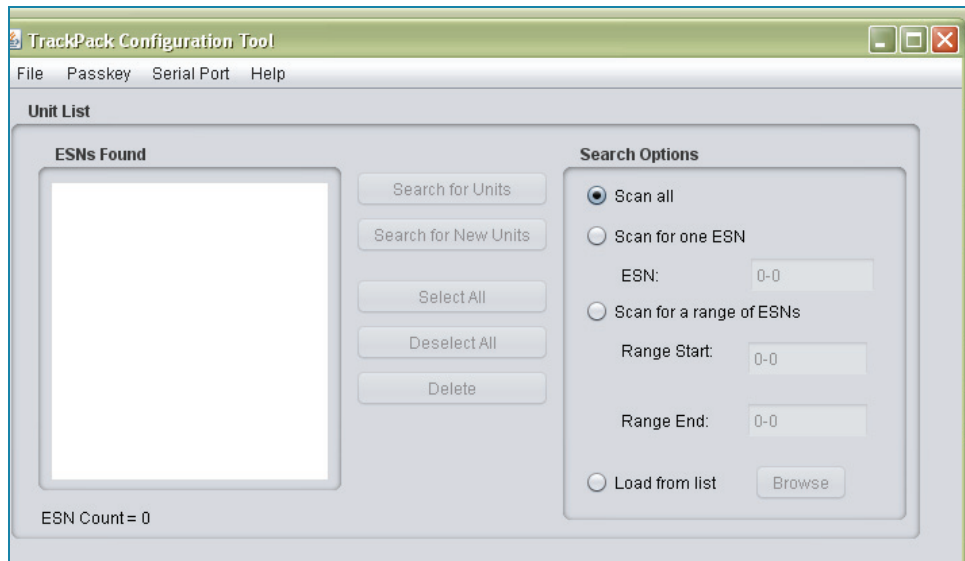 TrackPack Configuration Tool
File Passkey Serial Port Help
Unit List
ESNs Found
Search for Units
Search for New Units
Select All
Deselect All
Delete
ESN Count = 0
Search Options
Scan all
Scan for one ESN
ESN: 0-0
Scan for a range of ESNs
Range Start: 0-0
Range End: 0-0
Load from list Browse